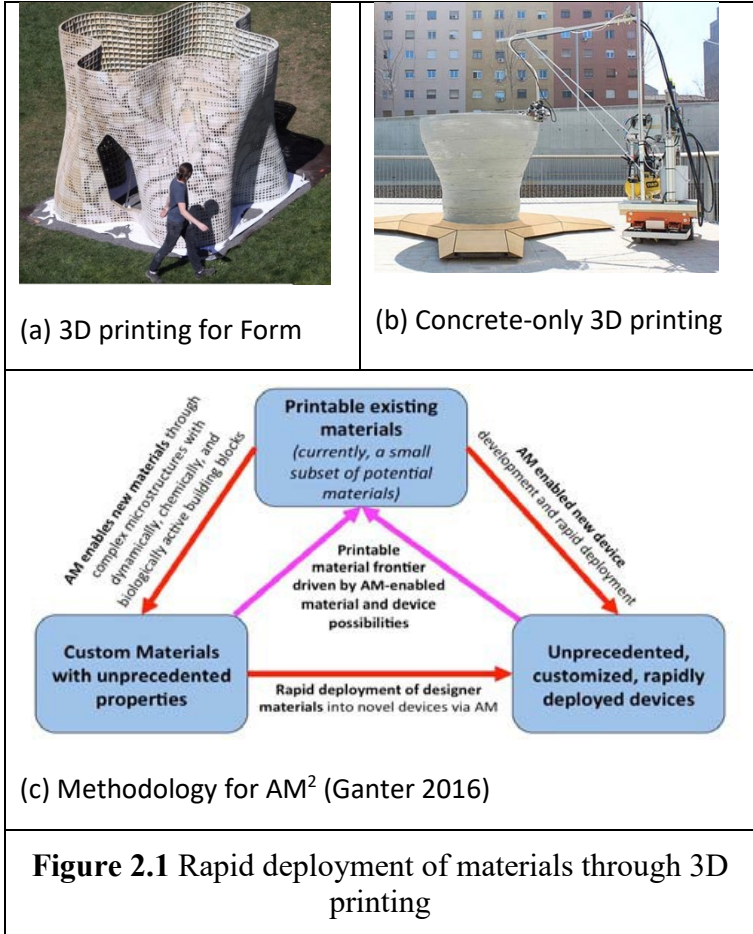 (a) 3D printing for Form
(b) Concrete-only 3D printing
Printable existing
materials
(currently, a small
subset of potential
materials)
AM enables new materials through
complex microstructures with
dynamically, chemically, and
biologically active building blocks
AM enabled new device
development and rapid deployment
Printable
material frontier
driven by AM-enabled
material and device
possibilities
Custom Materials
with unprecedented
properties
Unprecedented,
customized, rapidly
deployed devices
Rapid deployment of designer
materials into novel devices via AM
(c) Methodology for AM² (Ganter 2016)
Figure 2.1 Rapid deployment of materials through 3D
printing